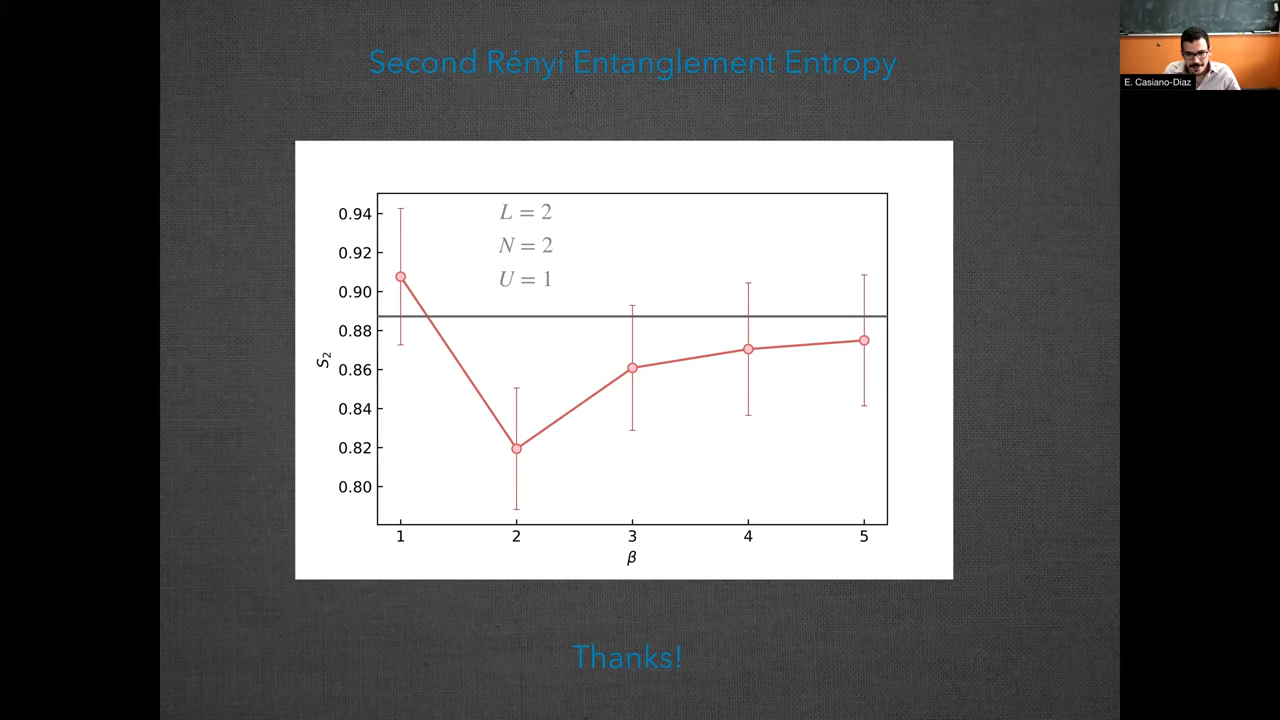 Second Rényi Entanglement Entropy
E. Casiano-Diaz
L = 2
N = 2
U = 1
0.94
0.92
0.90
0.88
0.86
0.84
0.82
0.80
S₂
1 2 3 4 5
β
Thanks!